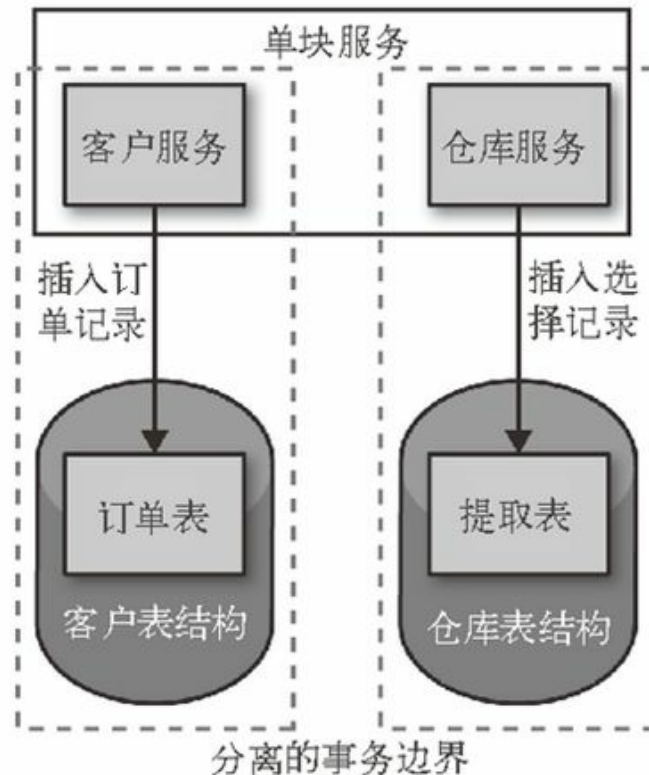 单块服务
客户服务
仓库服务
插入订
单记录
插入选
择记录
订单表
提取表
客户表结构
仓库表结构
分离的事务边界